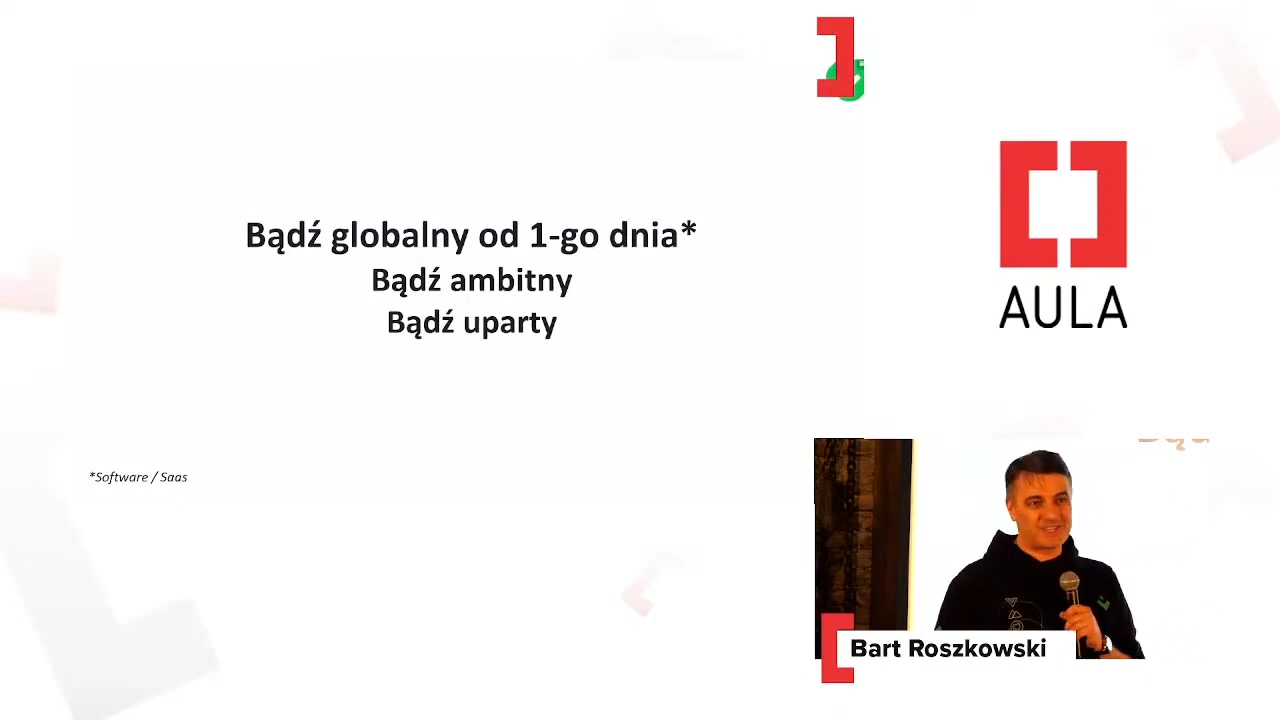 Bądź globalny od 1-go dnia*
Bądź ambitny
Bądź uparty
*Software / Saas
AULA
Bart Roszkowski